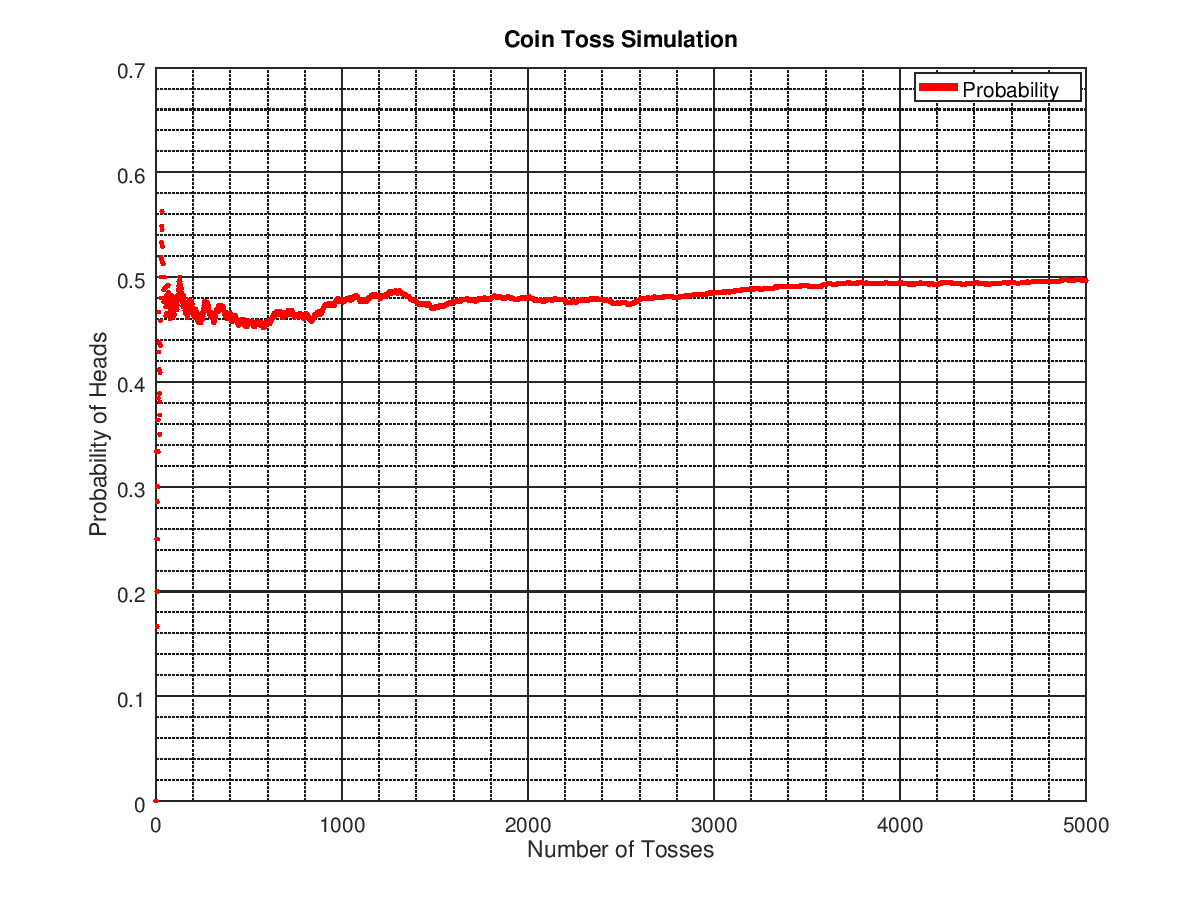 Coin Toss Simulation
Probability
0.7
0.6
0.5
0.4
0.3
0.2
0.1
0
Probability of Heads
0 1000 2000 3000 4000 5000
Number of Tosses